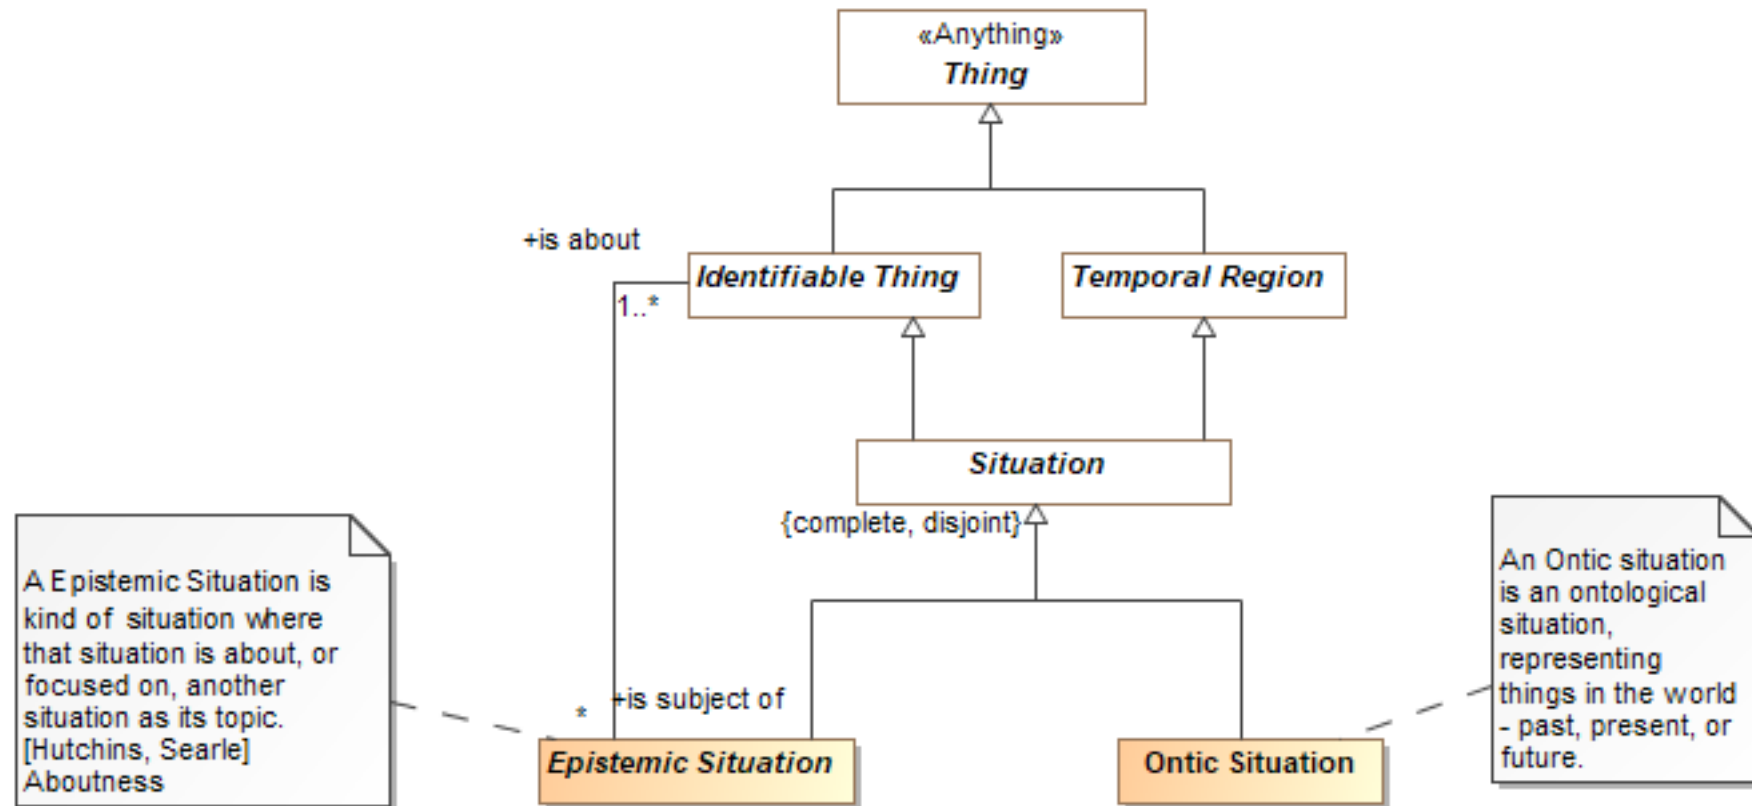 «Anything»
Thing
+is about
Identifiable Thing
Temporal Region
1..*
Situation
{complete, disjoint}
A Epistemic Situation is
kind of situation where
that situation is about, or
focused on, another
situation as its topic.
[Hutchins, Searle]
Aboutness
An Ontic situation
is an ontological
situation,
representing
things in the world
- past, present, or
future.
+is subject of
*
Epistemic Situation
Ontic Situation